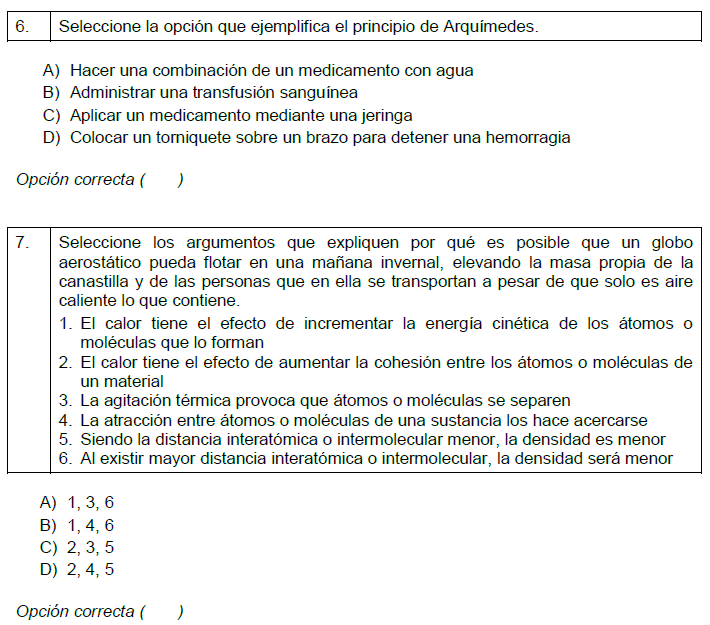 6. Seleccione la opción que ejemplifica el principio de Arquímedes.
A) Hacer una combinación de un medicamento con agua
B) Administrar una transfusión sanguínea
C) Aplicar un medicamento mediante una jeringa
D) Colocar un torniquete sobre un brazo para detener una hemorragia
Opción correcta ( )
7. Seleccione los argumentos que expliquen por qué es posible que un globo
aerostático pueda flotar en una mañana invernal, elevando la masa propia de la
canastilla y de las personas que en ella se transportan a pesar de que solo es aire
caliente lo que contiene.
1. El calor tiene el efecto de incrementar la energía cinética de los átomos o
moléculas que lo forman
2. El calor tiene el efecto de aumentar la cohesión entre los átomos o moléculas de
un material
3. La agitación térmica provoca que átomos o moléculas se separen
4. La atracción entre átomos o moléculas de una sustancia los hace acercarse
5. Siendo la distancia interatómica o intermolecular menor, la densidad es menor
6. Al existir mayor distancia interatómica o intermolecular, la densidad será menor
A) 1, 3, 6
B) 1, 4, 6
C) 2, 3, 5
D) 2, 4, 5
Opción correcta ( )